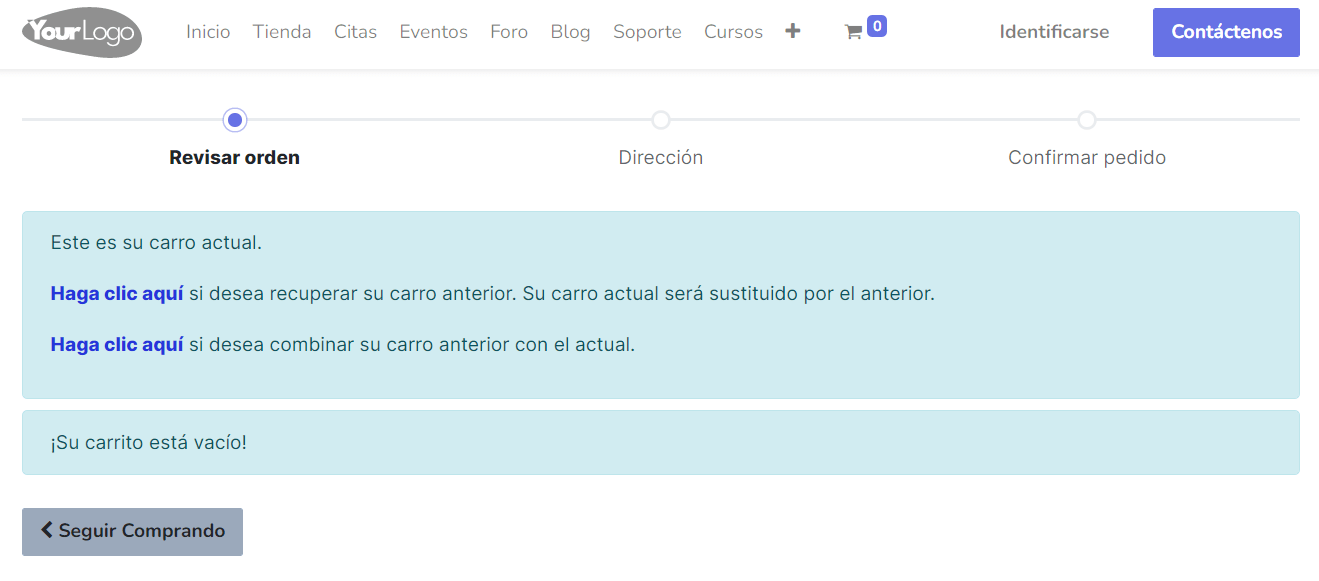 YourLogo Inicio Tienda Citas Eventos Foro Blog Soporte Cursos + 0 Identificarse Contáctenos
Revisar orden Dirección Confirmar pedido
Este es su carro actual.
Haga clic aquí si desea recuperar su carro anterior. Su carro actual será sustituido por el anterior.
Haga clic aquí si desea combinar su carro anterior con el actual.
¡Su carrito está vacío!
Seguir Comprando